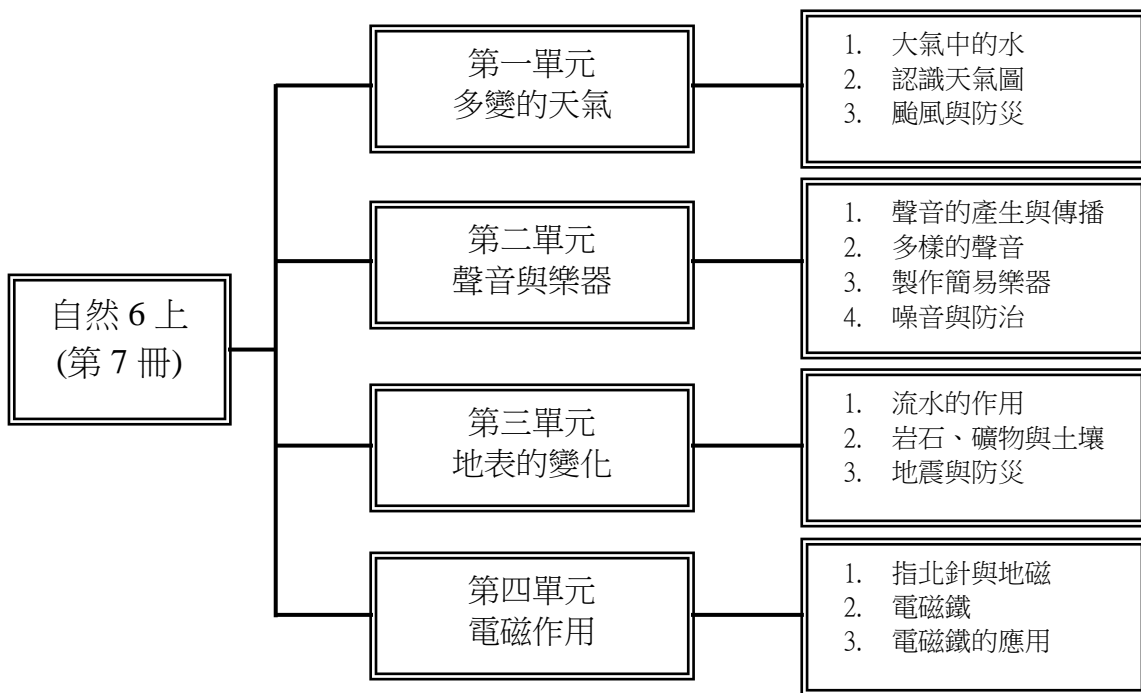 自然 6 上
(第 7 冊)
第一單元
多變的天氣
1. 大氣中的水
2. 認識天氣圖
3. 颱風與防災
第二單元
聲音與樂器
1. 聲音的產生與傳播
2. 多樣的聲音
3. 製作簡易樂器
4. 噪音與防治
第三單元
地表的變化
1. 流水的作用
2. 岩石、礦物與土壤
3. 地震與防災
第四單元
電磁作用
1. 指北針與地磁
2. 電磁鐵
3. 電磁鐵的應用